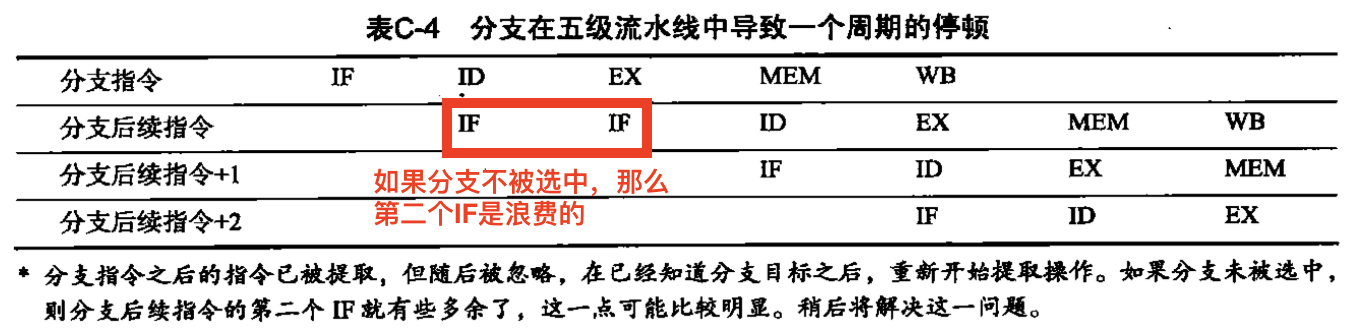 表C-4 分支在五级流水线中导致一个周期的停顿
分支指令 IF ID EX MEM WB
分支后续指令 IF IF ID EX MEM WB
分支后续指令+1 IF ID EX MEM
分支后续指令+2 IF ID EX
如果分支不被选中，那么
第二个IF是浪费的
* 分支指令之后的指令已被提取，但随后被忽略，在已经知道分支目标之后，重新开始提取操作。如果分支未被选中，
则分支后续指令的第二个 IF 就有些多余了，这一点可能比较明显。稍后将解决这一问题。